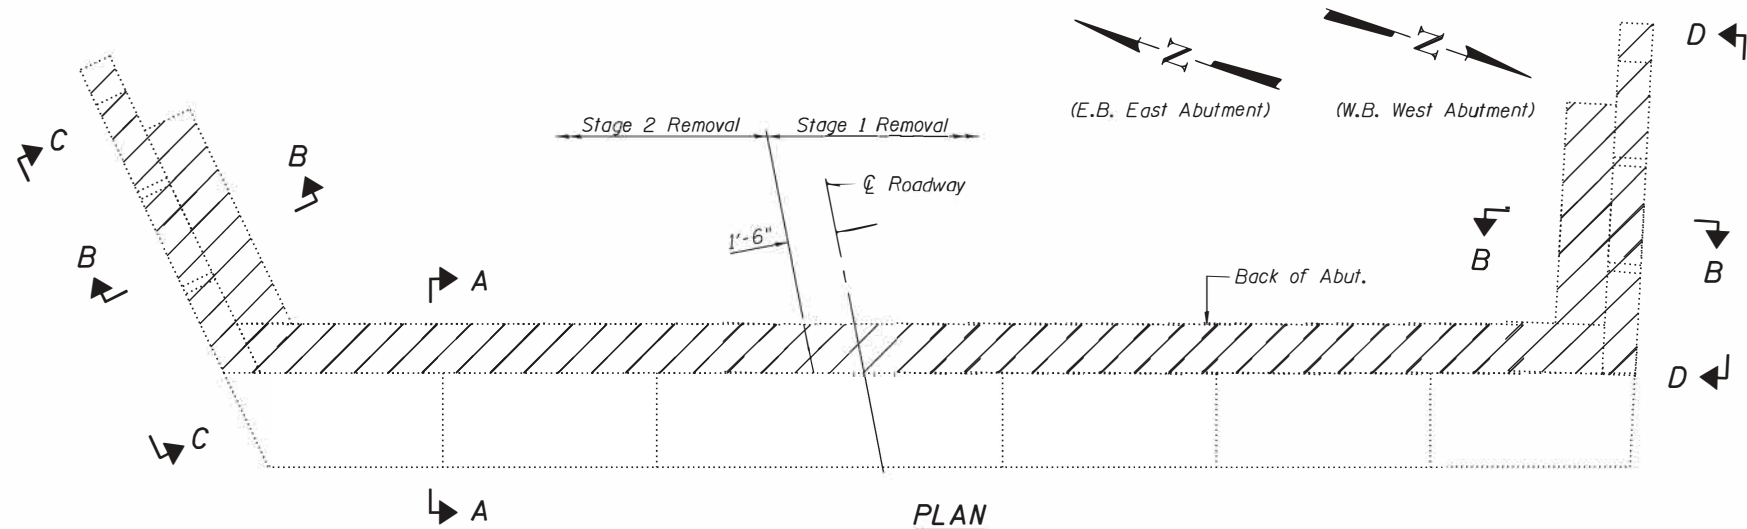 N
N
D
(E.B. East Abutment)
(W.B. West Abutment)
Stage 2 Removal
Stage 1 Removal
C
B
℄ Roadway
1'-6"
B
B
B
A
Back of Abut.
D
C
A
PLAN